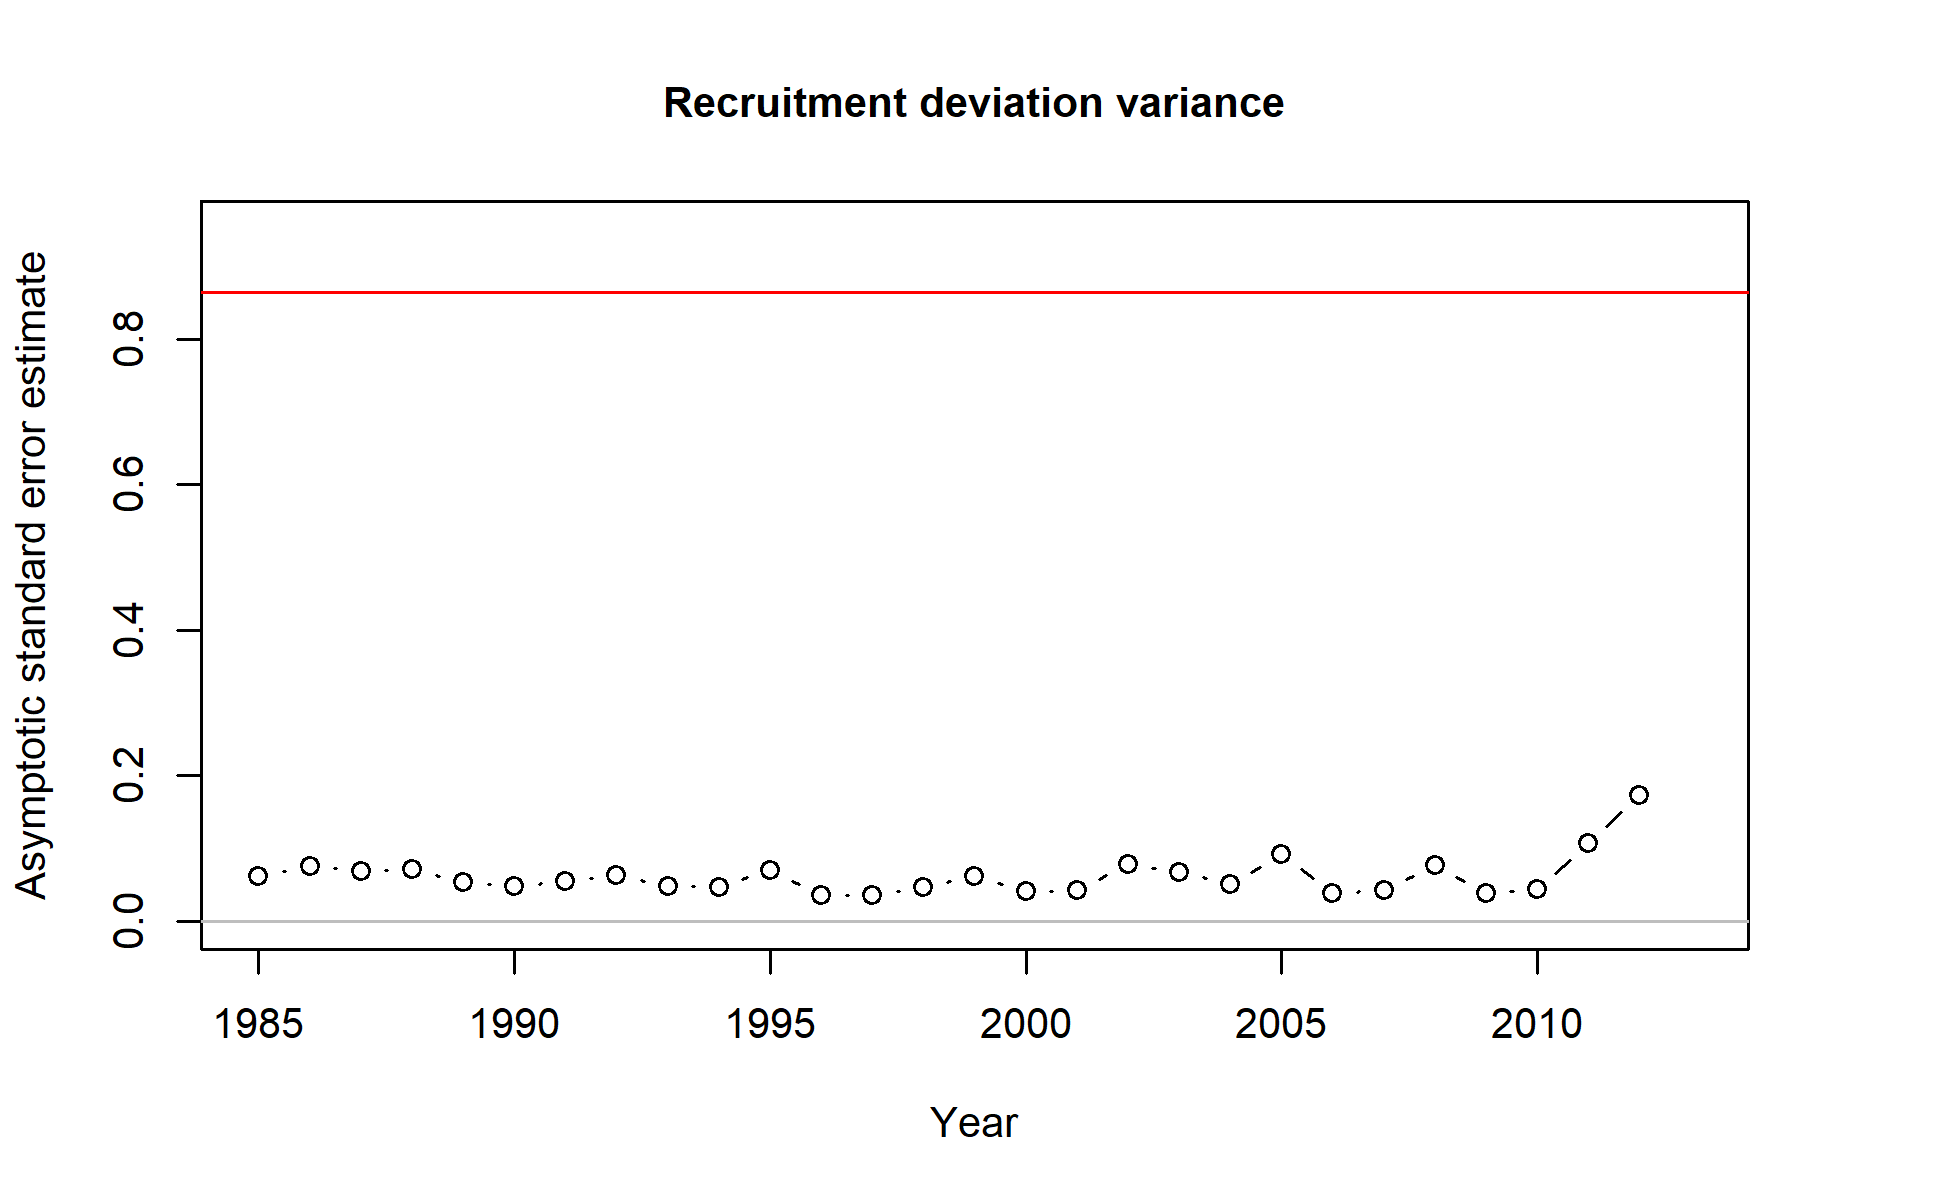 Recruitment deviation variance
Asymptotic standard error estimate
0.8
0.6
0.4
0.2
0.0
1985 1990 1995 2000 2005 2010
Year